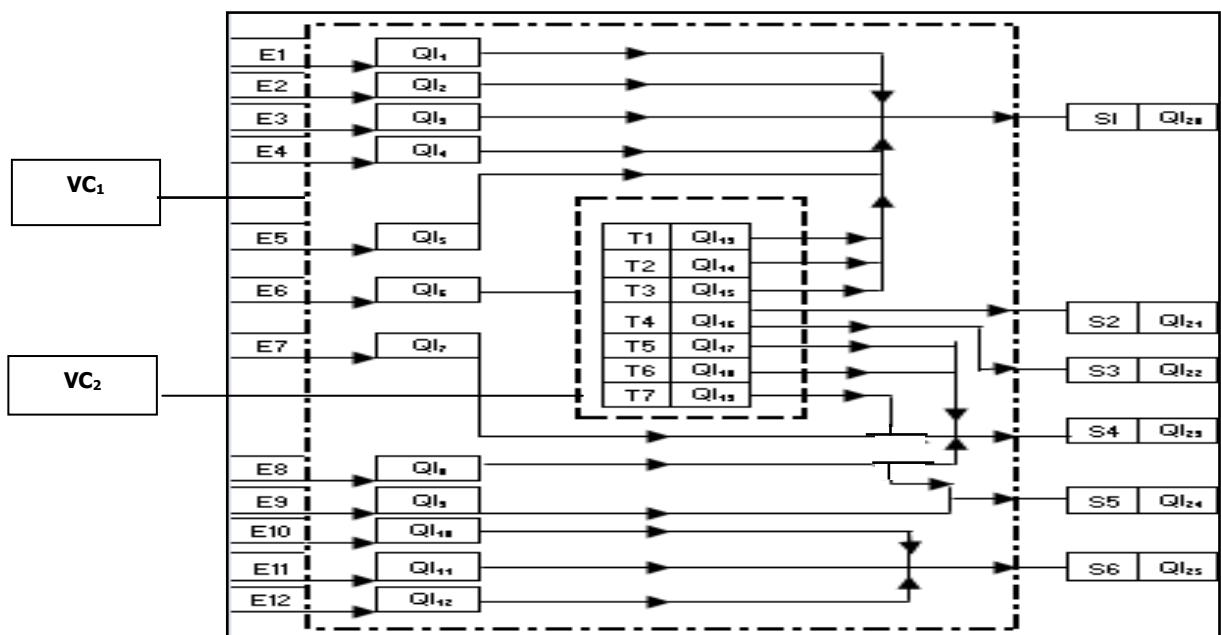 E1 QI₁
E2 QI₂
E3 QI₃ S1 QI₂₀
E4 QI₄
VC₁
E5 QI₅ T1 QI₁₃
T2 QI₁₄
E6 QI₆ T3 QI₁₅
T4 QI₁₆ S2 QI₂₁
E7 QI₇ T5 QI₁₇
T6 QI₁₈ S3 QI₂₂
VC₂
T7 QI₁₉
S4 QI₂₃
E8 QI₈
E9 QI₉ S5 QI₂₄
E10 QI₁₀
E11 QI₁₁ S6 QI₂₅
E12 QI₁₂